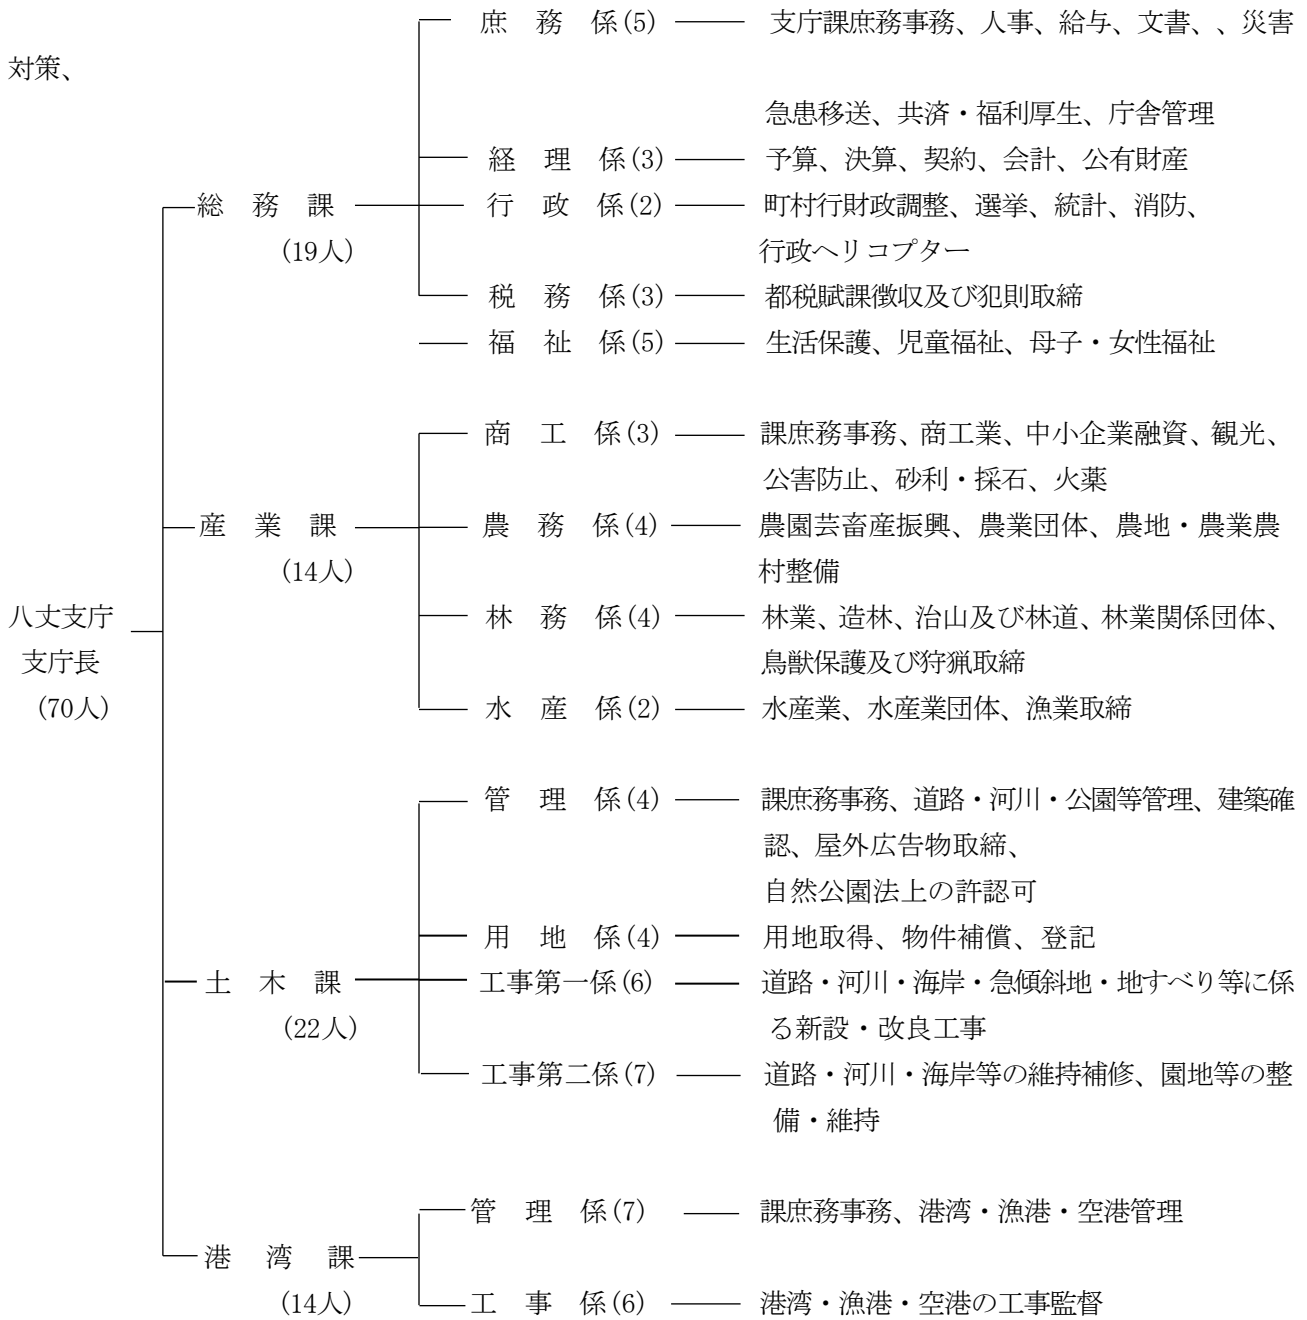 庶務係(5) 支庁課庶務事務、人事、給与、文書、、災害
対策、
急患移送、共済・福利厚生、庁舎管理
経理係(3) 予算、決算、契約、会計、公有財産
総務課 行政係(2) 町村行財政調整、選挙、統計、消防、
(19人) 行政ヘリコプター
税務係(3) 都税賦課徴収及び犯則取締
福祉係(5) 生活保護、児童福祉、母子・女性福祉
商工係(3) 課庶務事務、商工業、中小企業融資、観光、
公害防止、砂利・採石、火薬
産業課 農務係(4) 農園芸畜産振興、農業団体、農地・農業農
(14人) 村整備
八丈支庁 林務係(4) 林業、造林、治山及び林道、林業関係団体、
支庁長 鳥獣保護及び狩猟取締
(70人) 水産係(2) 水産業、水産業団体、漁業取締
管理係(4) 課庶務事務、道路・河川・公園等管理、建築確
認、屋外広告物取締、
自然公園法上の許認可
用地係(4) 用地取得、物件補償、登記
土木課 工事第一係(6) 道路・河川・海岸・急傾斜地・地すべり等に係
(22人) る新設・改良工事
工事第二係(7) 道路・河川・海岸等の維持補修、園地等の整
備・維持
管理係(7) 課庶務事務、港湾・漁港・空港管理
港湾課
(14人) 工事係(6) 港湾・漁港・空港の工事監督